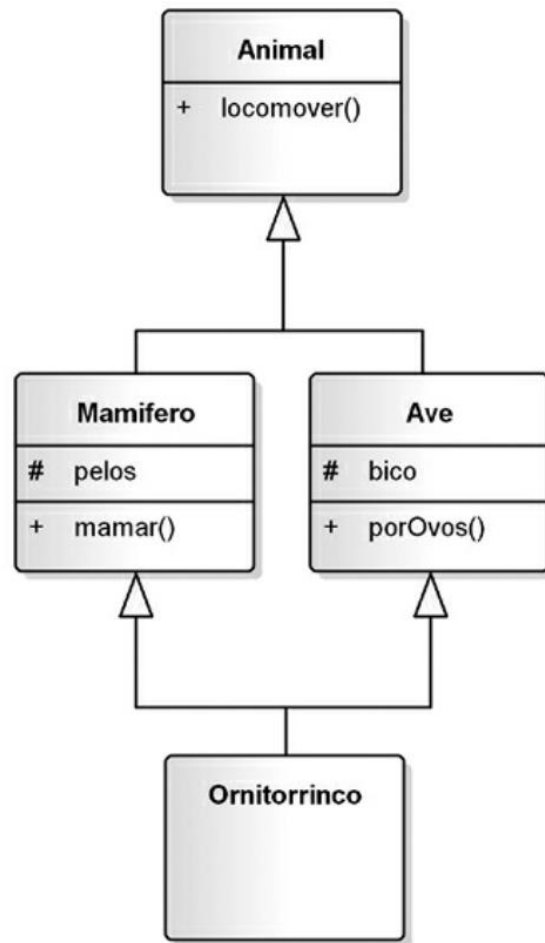 Animal
+ locomover()
Mamifero
# pelos
+ mamar()
Ave
# bico
+ porOvos()
Ornitorrinco